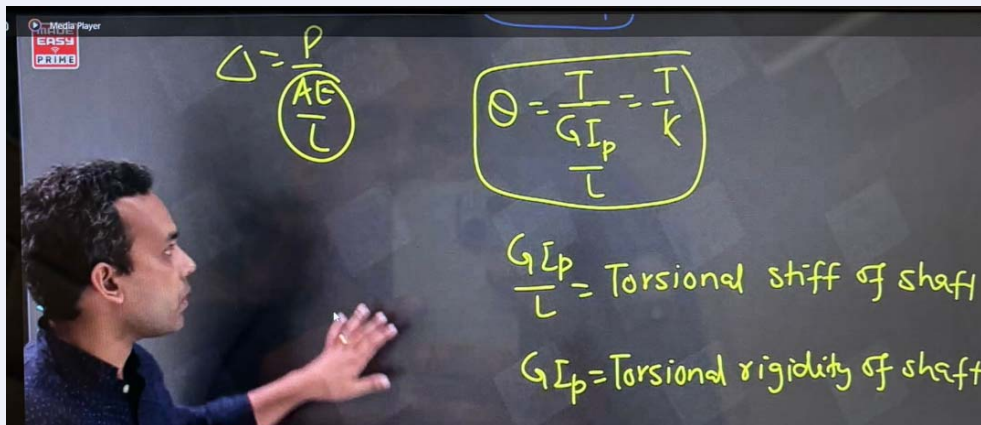 Media Player
MADE
EASY
PRIME
Δ = P / (AE / L)
θ = T / (GIp / L) = T / K
GIp / L = Torsional stiff of shaft
GIp = Torsional rigidity of shaft